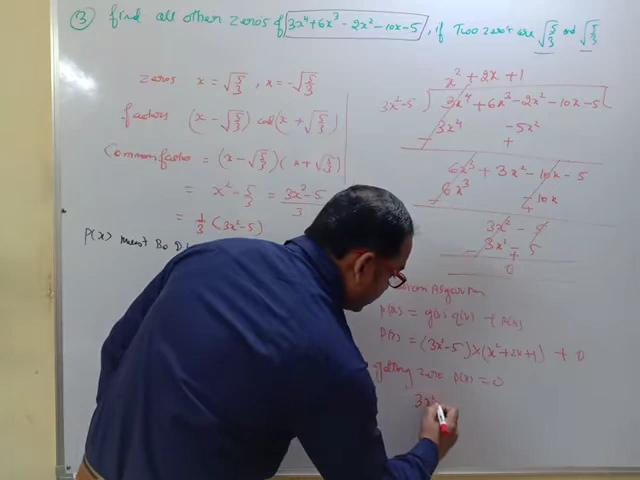 ③ Find all other zeros of 3x⁴+6x³-2x²-10x-5, if Two zeros are √5/3 and √5/3
zeros x = √5/3, x = -√5/3
factors (x - √5/3) and (x + √5/3)
Common factor = (x - √5/3)(x + √5/3)
= x² - 5/3 = 3x²-5/3
= 1/3 (3x²-5)
P(x) must Be
x² + 2x + 1
3x²-5 ) 3x⁴ + 6x³ - 2x² - 10x - 5 (
3x⁴ - 5x²
- +
6x³ + 3x² - 10x - 5
6x³ - 10x
- +
3x² - 5
3x² - 5
- +
0
P(x) = g(x) q(x) + R(x)
P(x) = (3x²-5) × (x²+2x+1) + 0
getting zeros P(x) = 0
3x²